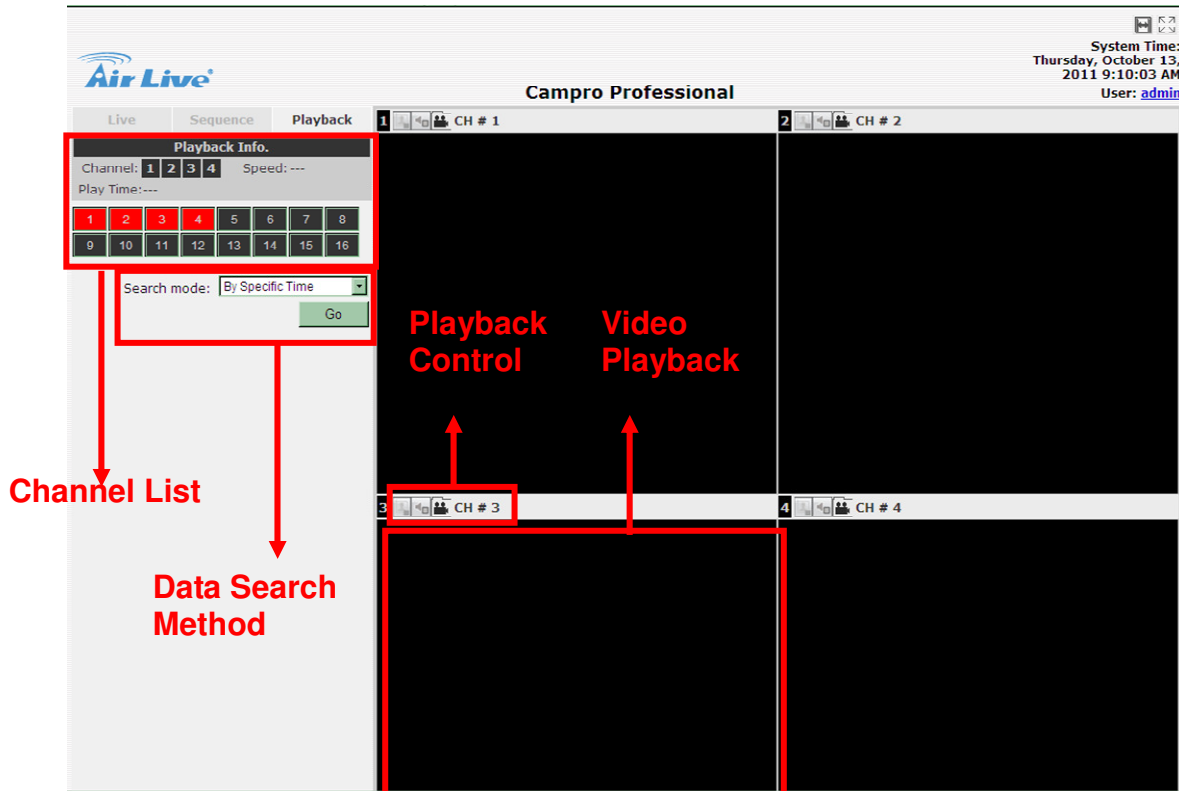 System Time:
Thursday, October 13,
2011 9:10:03 AM
User: admin
Air Live
Campro Professional
Live Sequence Playback
1 CH # 1
2 CH # 2
Playback Info.
Channel: 1 2 3 4 Speed: ---
Play Time:---
1 2 3 4 5 6 7 8
9 10 11 12 13 14 15 16
Search mode: By Specific Time
Go
Playback
Control
Video
Playback
Channel List
3 CH # 3
4 CH # 4
Data Search
Method